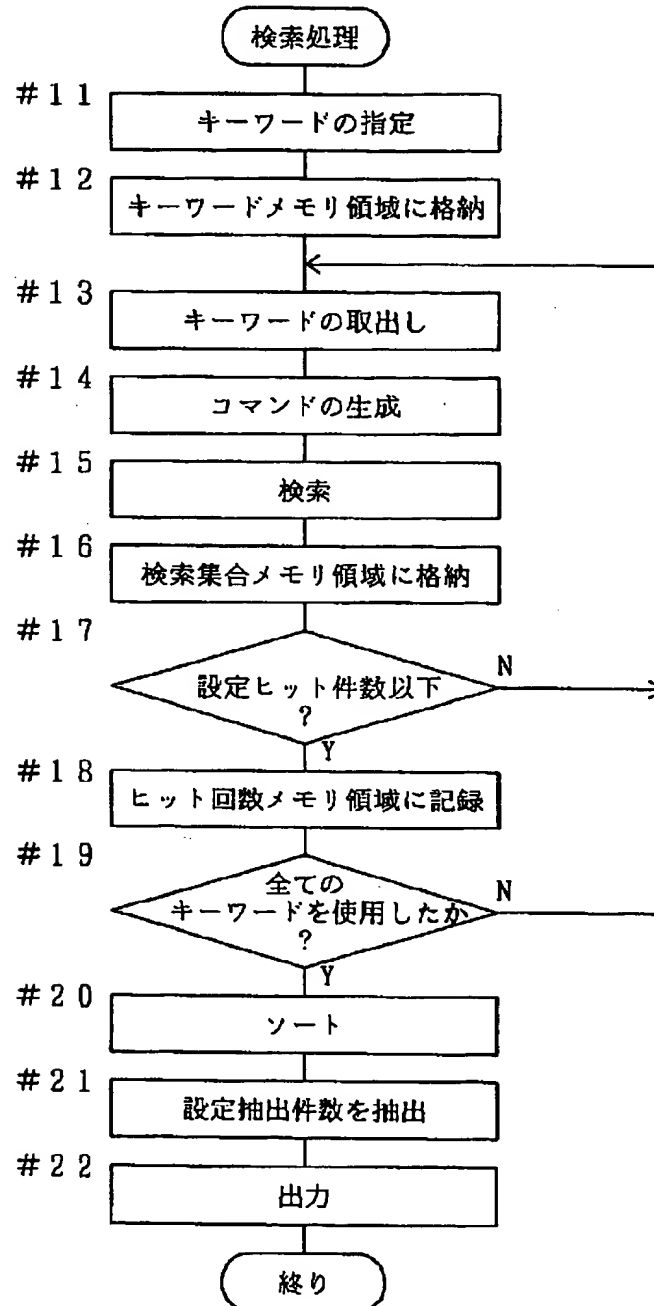 検索処理
#11
キーワードの指定
#12
キーワードメモリ領域に格納
#13
キーワードの取出し
#14
コマンドの生成
#15
検索
#16
検索集合メモリ領域に格納
#17
設定ヒット件数以下
?
N
Y
#18
ヒット回数メモリ領域に記録
#19
全ての
キーワードを使用したか
?
N
Y
#20
ソート
#21
設定抽出件数を抽出
#22
出力
終り